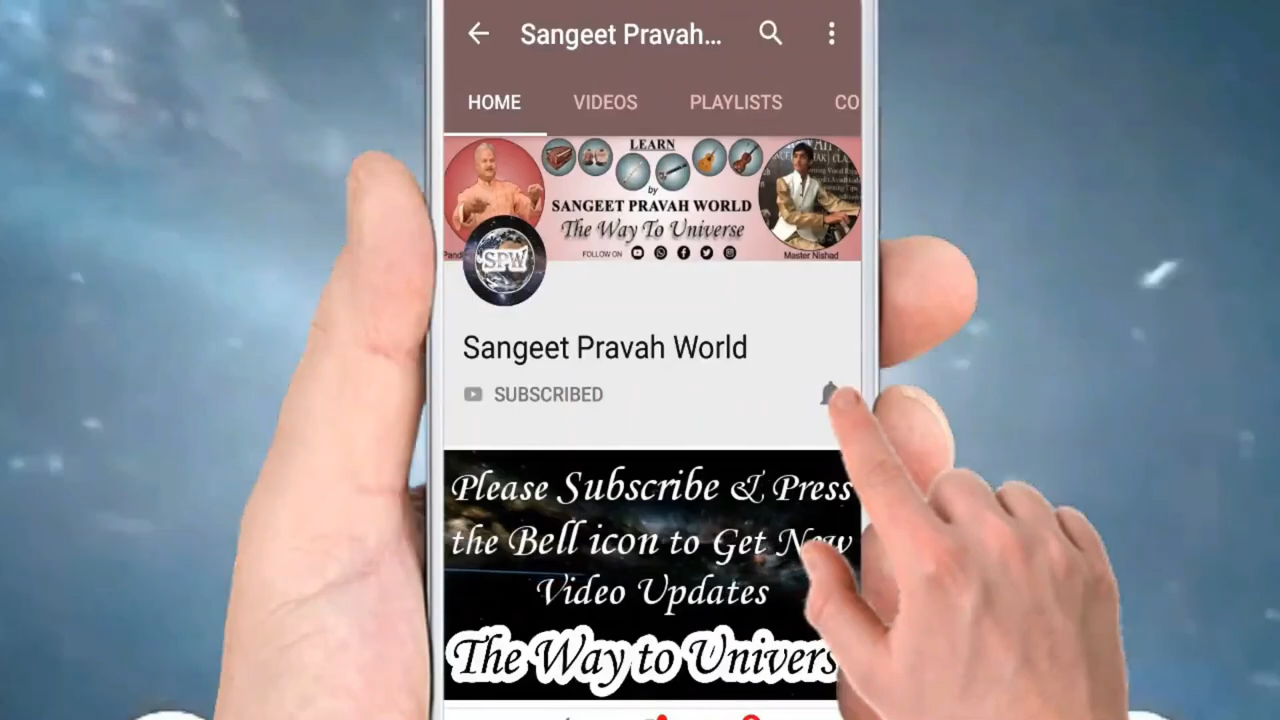 Sangeet Pravah...
HOME VIDEOS PLAYLISTS CO
LEARN
by
SANGEET PRAVAH WORLD
The Way To Universe
FOLLOW ON
Pandi
Master Nishad
SPW
Sangeet Pravah World
SUBSCRIBED
Please Subscribe & Press
the Bell icon to Get New
Video Updates
The Way to Univers